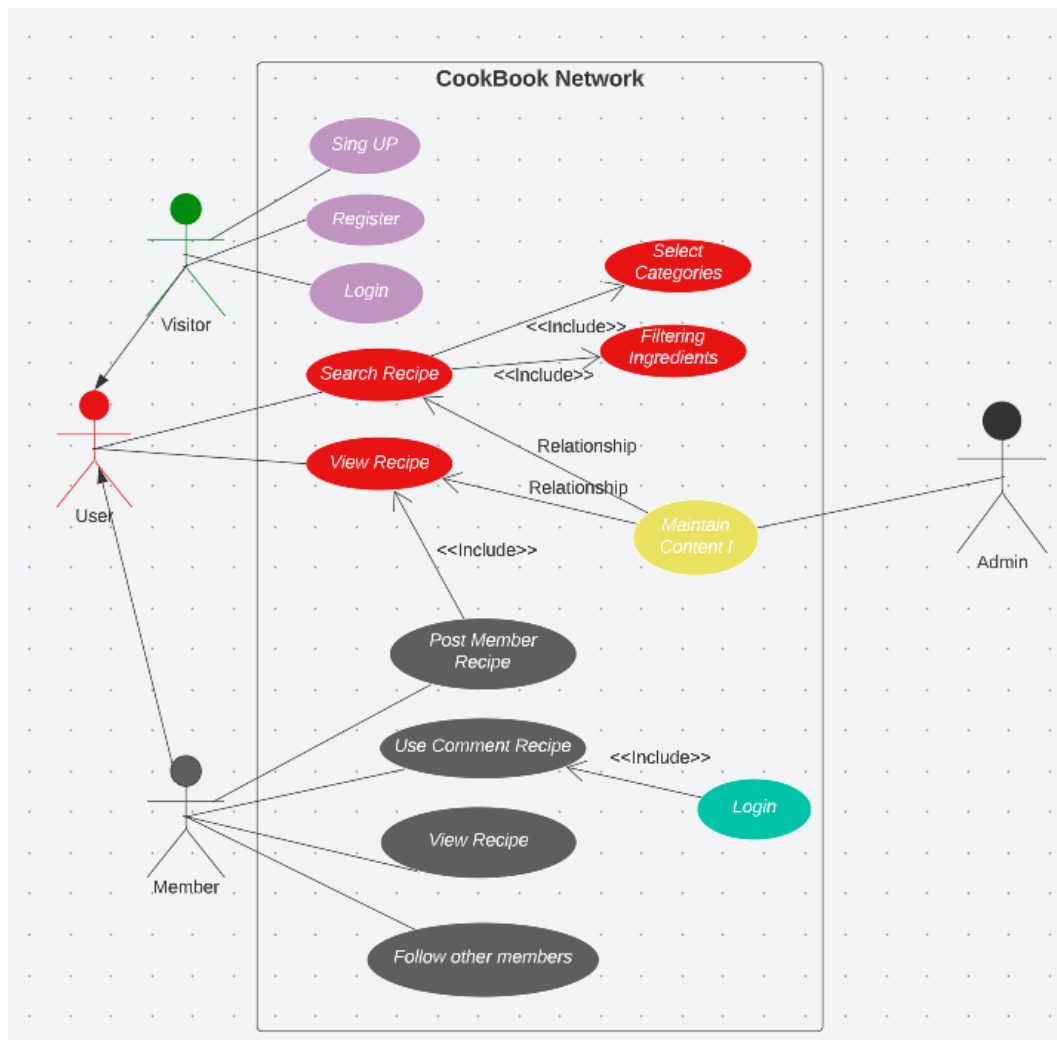 CookBook Network
Sing UP
Register
Login
Visitor
Select
Categories
<<Include>>
Filtering
Ingredients
<<Include>>
Search Recipe
Relationship
View Recipe
Relationship
User
Maintain
Content I
Admin
<<Include>>
Post Member
Recipe
Use Comment Recipe
<<Include>>
Login
View Recipe
Member
Follow other members